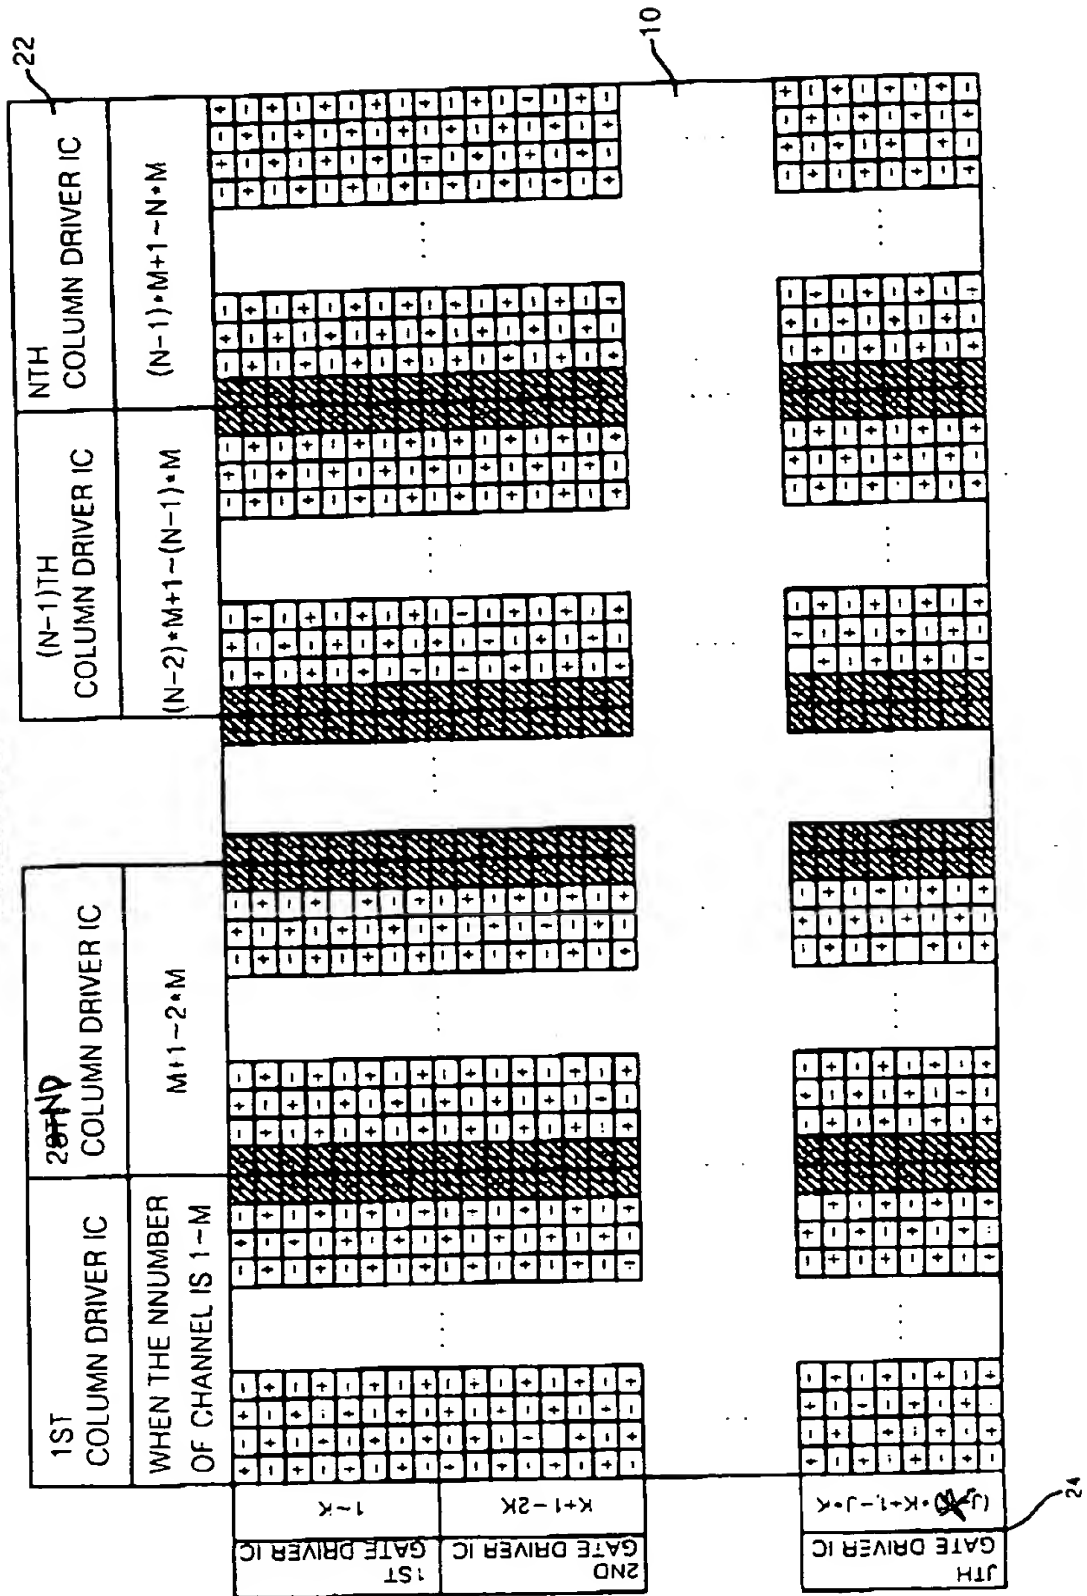 22
1ST
COLUMN DRIVER IC
2ND
COLUMN DRIVER IC
(N-1)TH
COLUMN DRIVER IC
NTH
COLUMN DRIVER IC
WHEN THE NNUMBER
OF CHANNEL IS 1~M
M+1~2*M
(N-2)*M+1~(N-1)*M
(N-1)*M+1~N*M
10
1ST
GATE DRIVER IC
1~K
2ND
GATE DRIVER IC
K+1~2K
JTH
GATE DRIVER IC
24